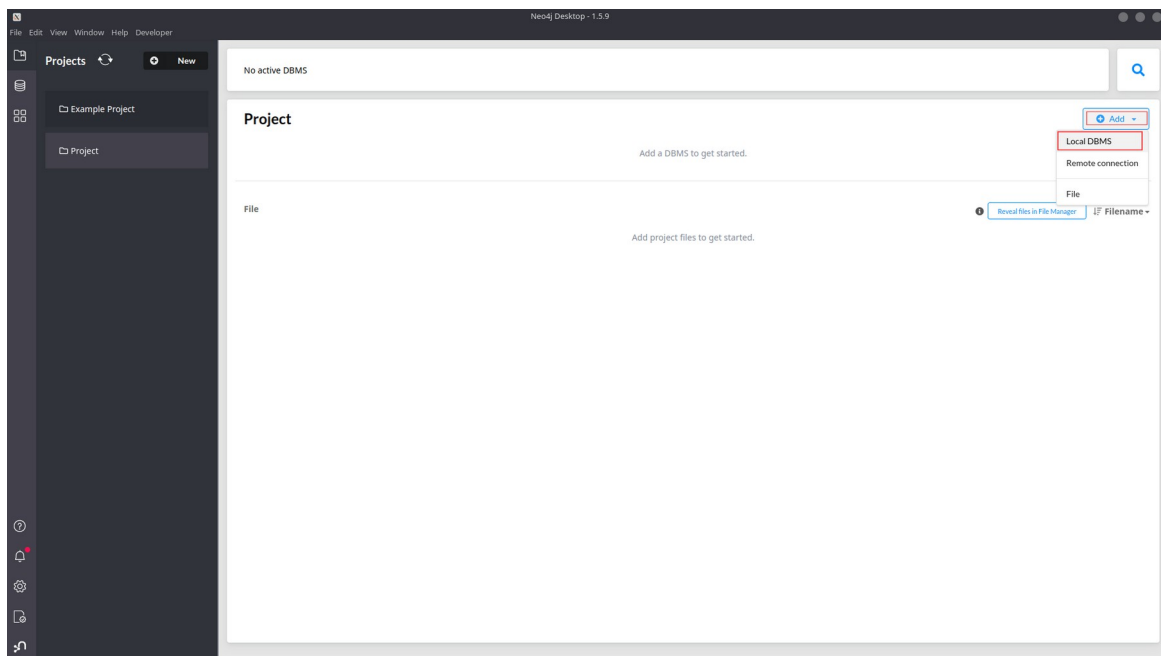 Neo4j Desktop - 1.5.9
File Edit View Window Help Developer
Projects
New
Example Project
Project
No active DBMS
Project
Add
Add a DBMS to get started.
Local DBMS
Remote connection
File
File
Reveal files in File Manager
Filename
Add project files to get started.